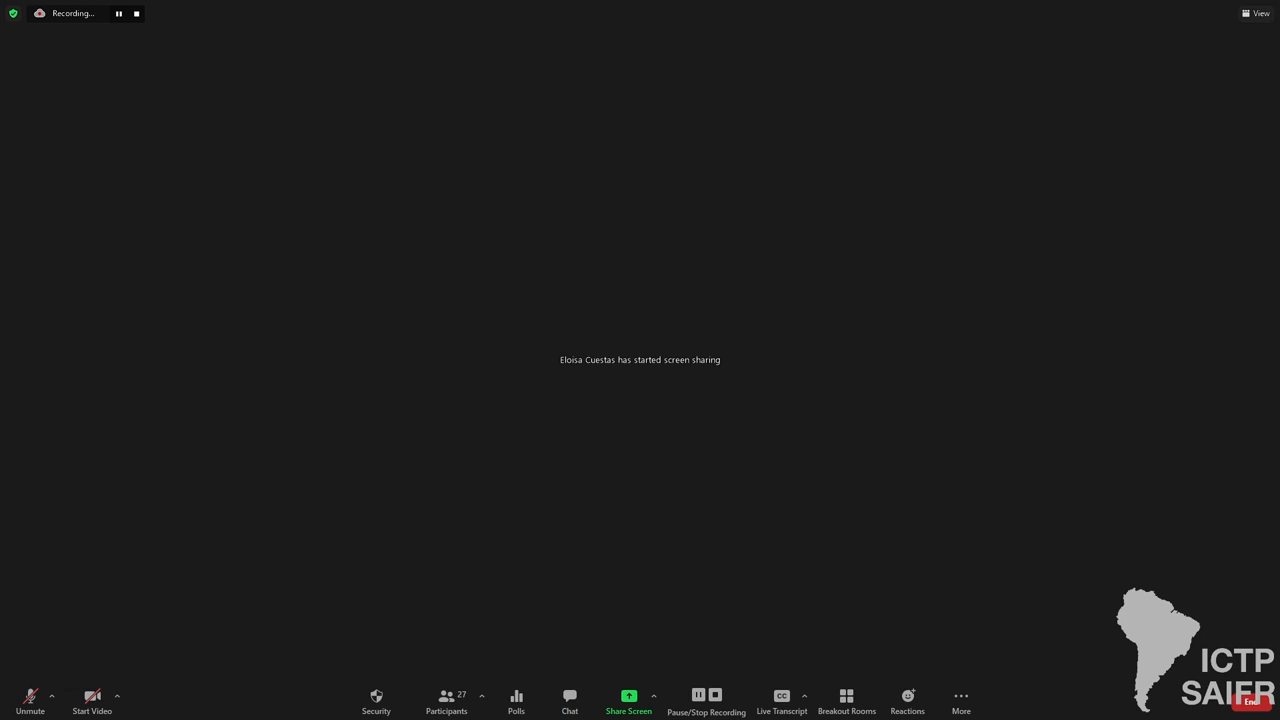 Recording...
View
Eloisa Cuestas has started screen sharing
ICTP
SAIFR
Unmute
Start Video
Security
Participants
27
Polls
Chat
Share Screen
Pause/Stop Recording
CC
Live Transcript
Breakout Rooms
Reactions
More
End